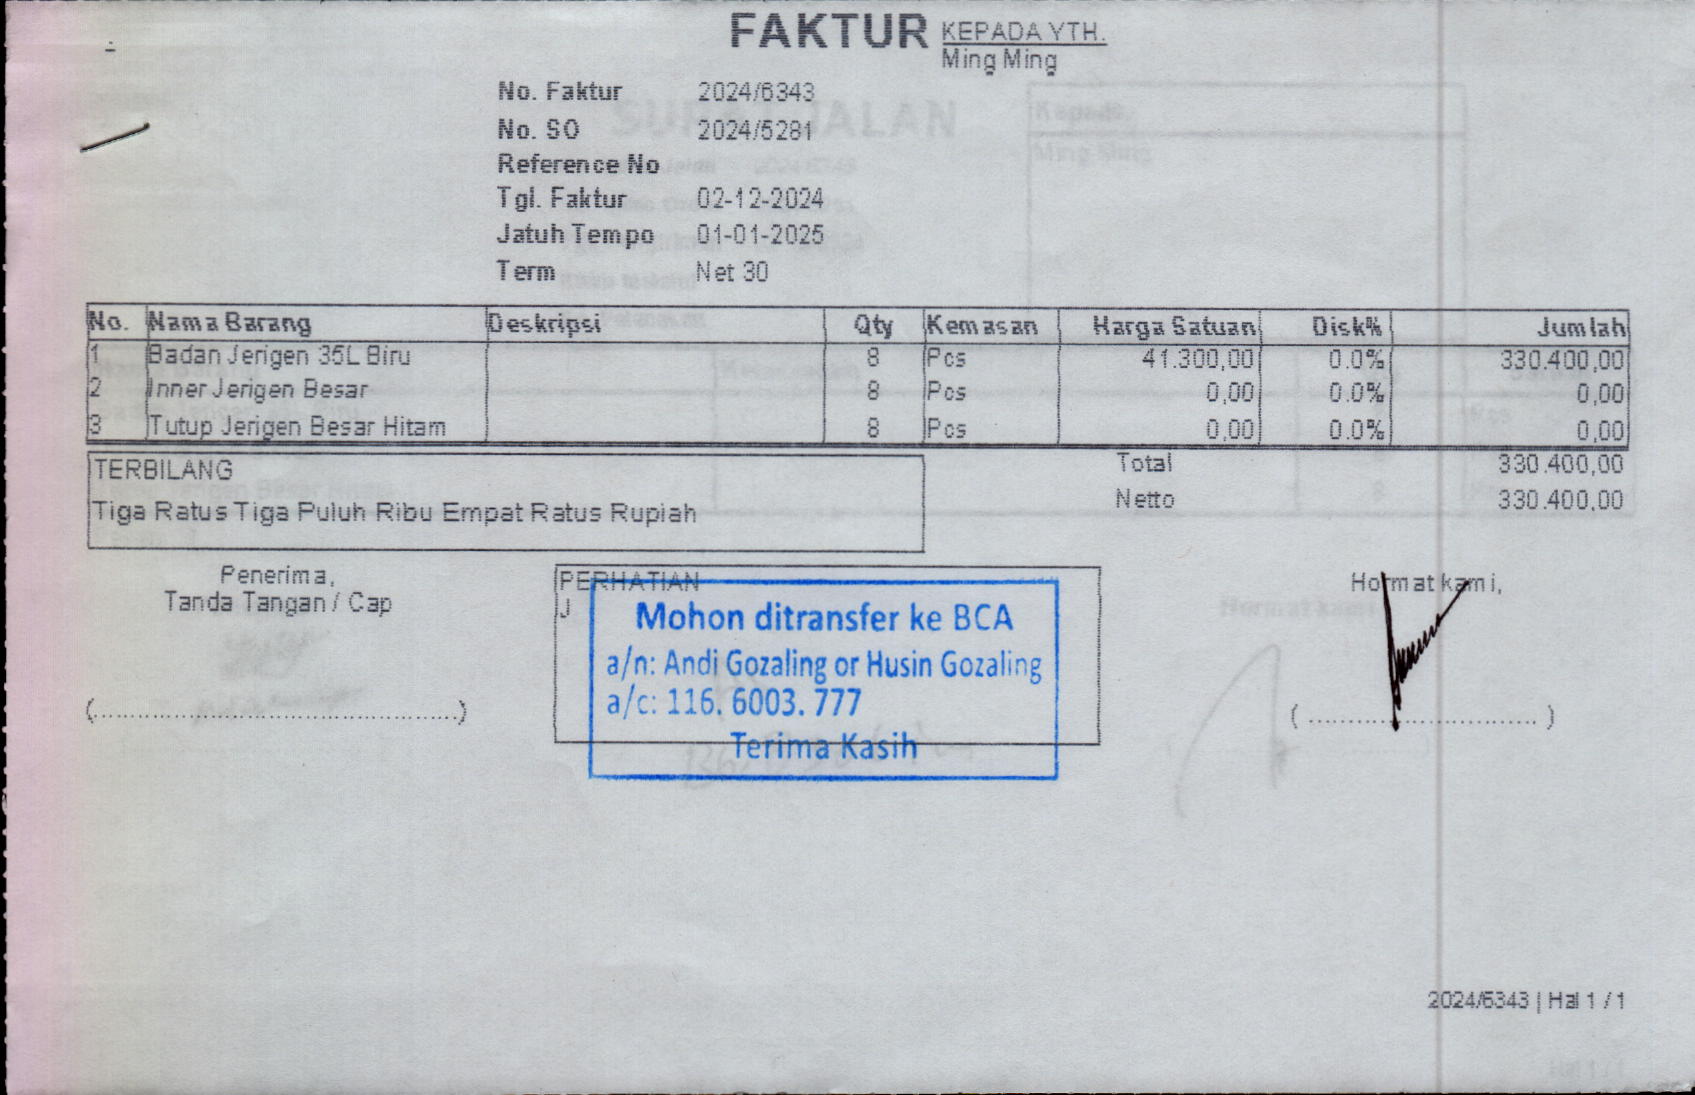 FAKTUR
KEPADA YTH.
Ming Ming
No. Faktur 2024/6343
No. SO 2024/5281
Reference No
Tgl. Faktur 02-12-2024
Jatuh Tempo 01-01-2025
Term Net 30
No. Nama Barang Deskripsi Qty Kemasan Harga Satuan Disk% Jumlah
1 Badan Jerigen 35L Biru 8 Pcs 41.300,00 0.0% 330.400,00
2 Inner Jerigen Besar 8 Pcs 0,00 0.0% 0,00
3 Tutup Jerigen Besar Hitam 8 Pcs 0,00 0.0% 0,00
TERBILANG
Tiga Ratus Tiga Puluh Ribu Empat Ratus Rupiah
Total 330.400,00
Netto 330.400,00
Penerima,
Tanda Tangan / Cap
(..........................................)
PERHATIAN
J
Mohon ditransfer ke BCA
a/n: Andi Gozaling or Husin Gozaling
a/c: 116. 6003. 777
Terima Kasih
Hormat kami,
( .......................... )
2024/6343 | Hal 1 / 1
SURAT JALAN
Kepada,
Ming Ming